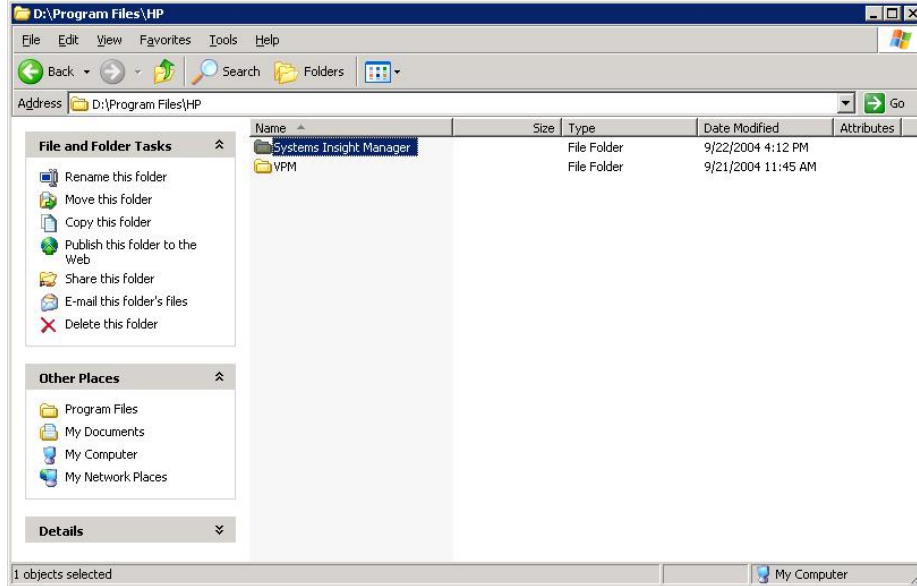 D:\Program Files\HP
File Edit View Favorites Tools Help
Back Search Folders
Address D:\Program Files\HP Go
Name Size Type Date Modified Attributes
File and Folder Tasks
Rename this folder
Move this folder
Copy this folder
Publish this folder to the
Web
Share this folder
E-mail this folder's files
Delete this folder
Other Places
Program Files
My Documents
My Computer
My Network Places
Details
Systems Insight Manager File Folder 9/22/2004 4:12 PM
VPM File Folder 9/21/2004 11:45 AM
1 objects selected My Computer